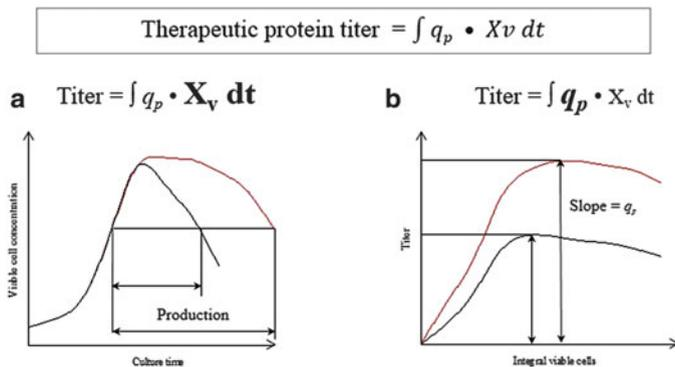 Therapeutic protein titer = ∫ qₚ • Xv dt
a Titer = ∫ qₚ • Xᵥ dt
b Titer = ∫ qₚ • Xᵥ dt
Viable cell concentration
Production
Culture time
Titer
Slope = qₚ
Integral viable cells